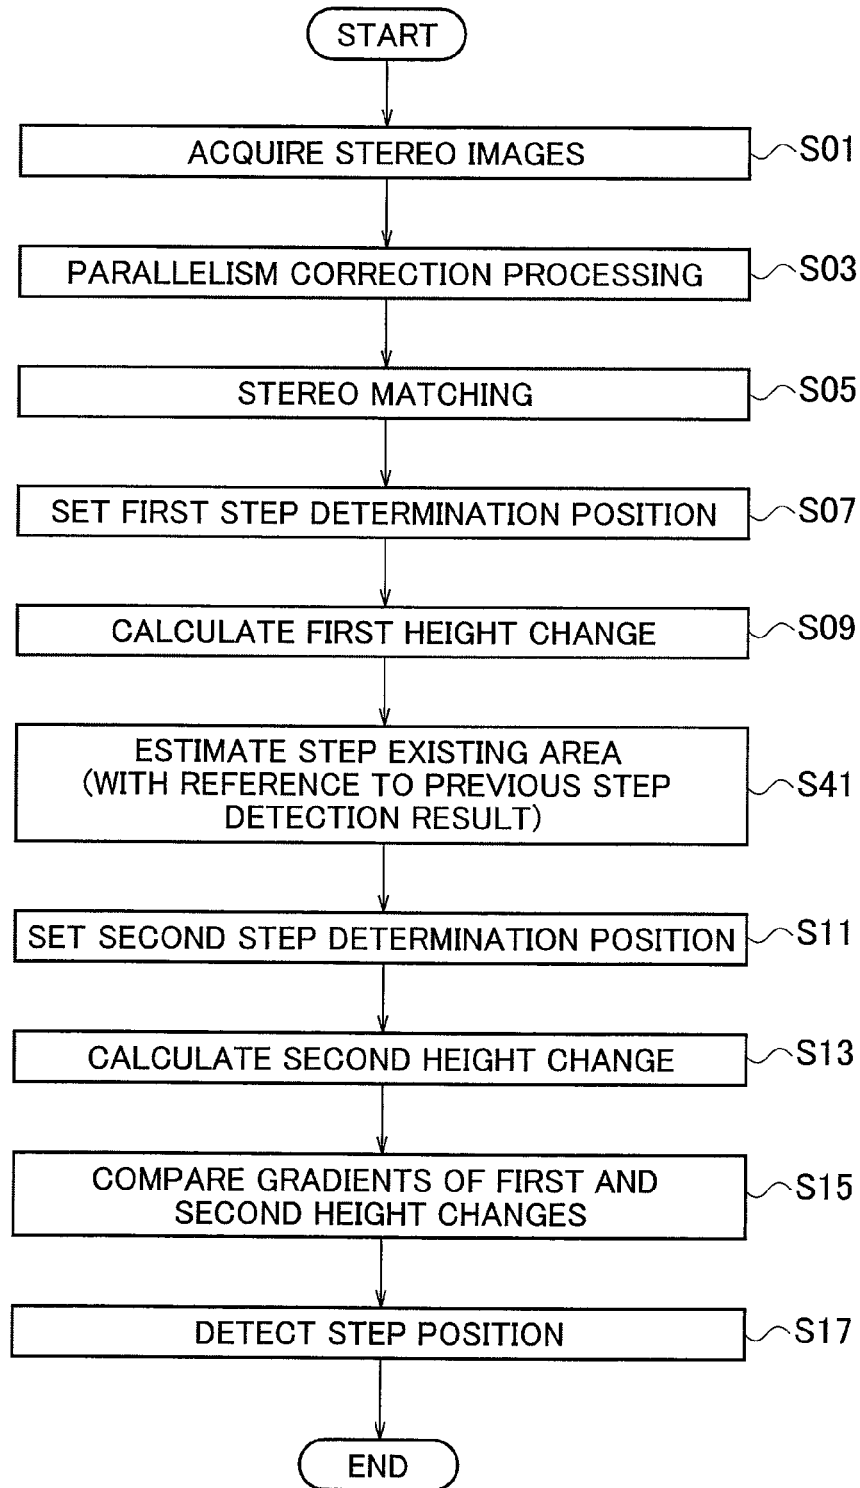 START
ACQUIRE STEREO IMAGES
S01
PARALLELISM CORRECTION PROCESSING
S03
STEREO MATCHING
S05
SET FIRST STEP DETERMINATION POSITION
S07
CALCULATE FIRST HEIGHT CHANGE
S09
ESTIMATE STEP EXISTING AREA
(WITH REFERENCE TO PREVIOUS STEP
DETECTION RESULT)
S41
SET SECOND STEP DETERMINATION POSITION
S11
CALCULATE SECOND HEIGHT CHANGE
S13
COMPARE GRADIENTS OF FIRST AND
SECOND HEIGHT CHANGES
S15
DETECT STEP POSITION
S17
END